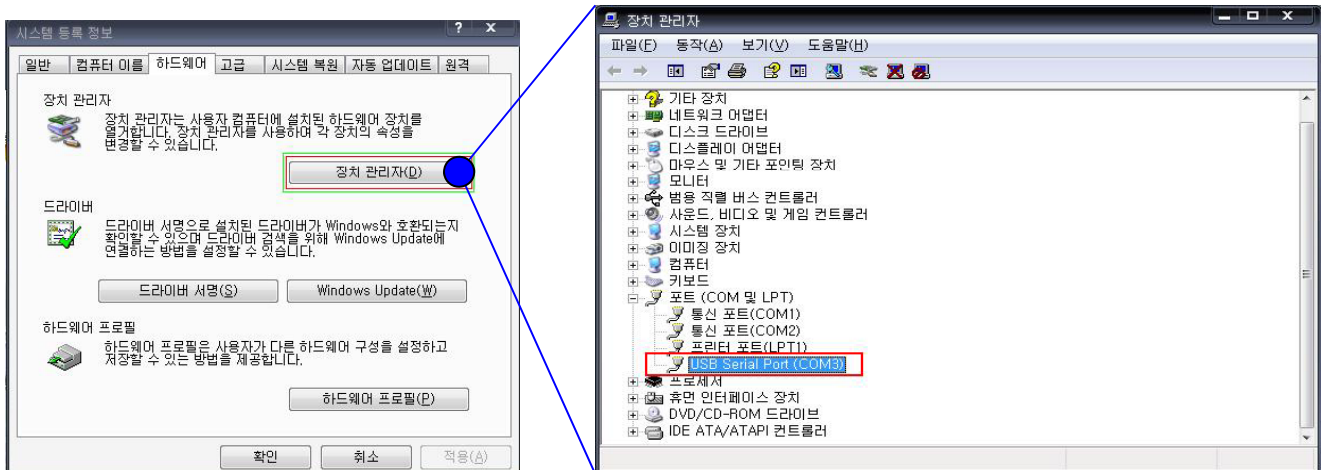 시스템 등록 정보
? X
일반 컴퓨터 이름 하드웨어 고급 시스템 복원 자동 업데이트 원격
장치 관리자
장치 관리자는 사용자 컴퓨터에 설치된 하드웨어 장치를
열거합니다. 장치 관리자를 사용하여 각 장치의 속성을
변경할 수 있습니다.
장치 관리자(D)
드라이버
드라이버 서명으로 설치된 드라이버가 Windows와 호환되는지
확인할 수 있으며 드라이버 검색을 위해 Windows Update에
연결하는 방법을 설정할 수 있습니다.
드라이버 서명(S) Windows Update(W)
하드웨어 프로필
하드웨어 프로필은 사용자가 다른 하드웨어 구성을 설정하고
저장할 수 있는 방법을 제공합니다.
하드웨어 프로필(P)
확인 취소 적용(A)
장치 관리자
파일(F) 동작(A) 보기(V) 도움말(H)
기타 장치
네트워크 어댑터
디스크 드라이브
디스플레이 어댑터
마우스 및 기타 포인팅 장치
모니터
범용 직렬 버스 컨트롤러
사운드, 비디오 및 게임 컨트롤러
시스템 장치
이미징 장치
컴퓨터
키보드
포트 (COM 및 LPT)
통신 포트(COM1)
통신 포트(COM2)
프린터 포트(LPT1)
USB Serial Port (COM3)
프로세서
휴먼 인터페이스 장치
DVD/CD-ROM 드라이브
IDE ATA/ATAPI 컨트롤러